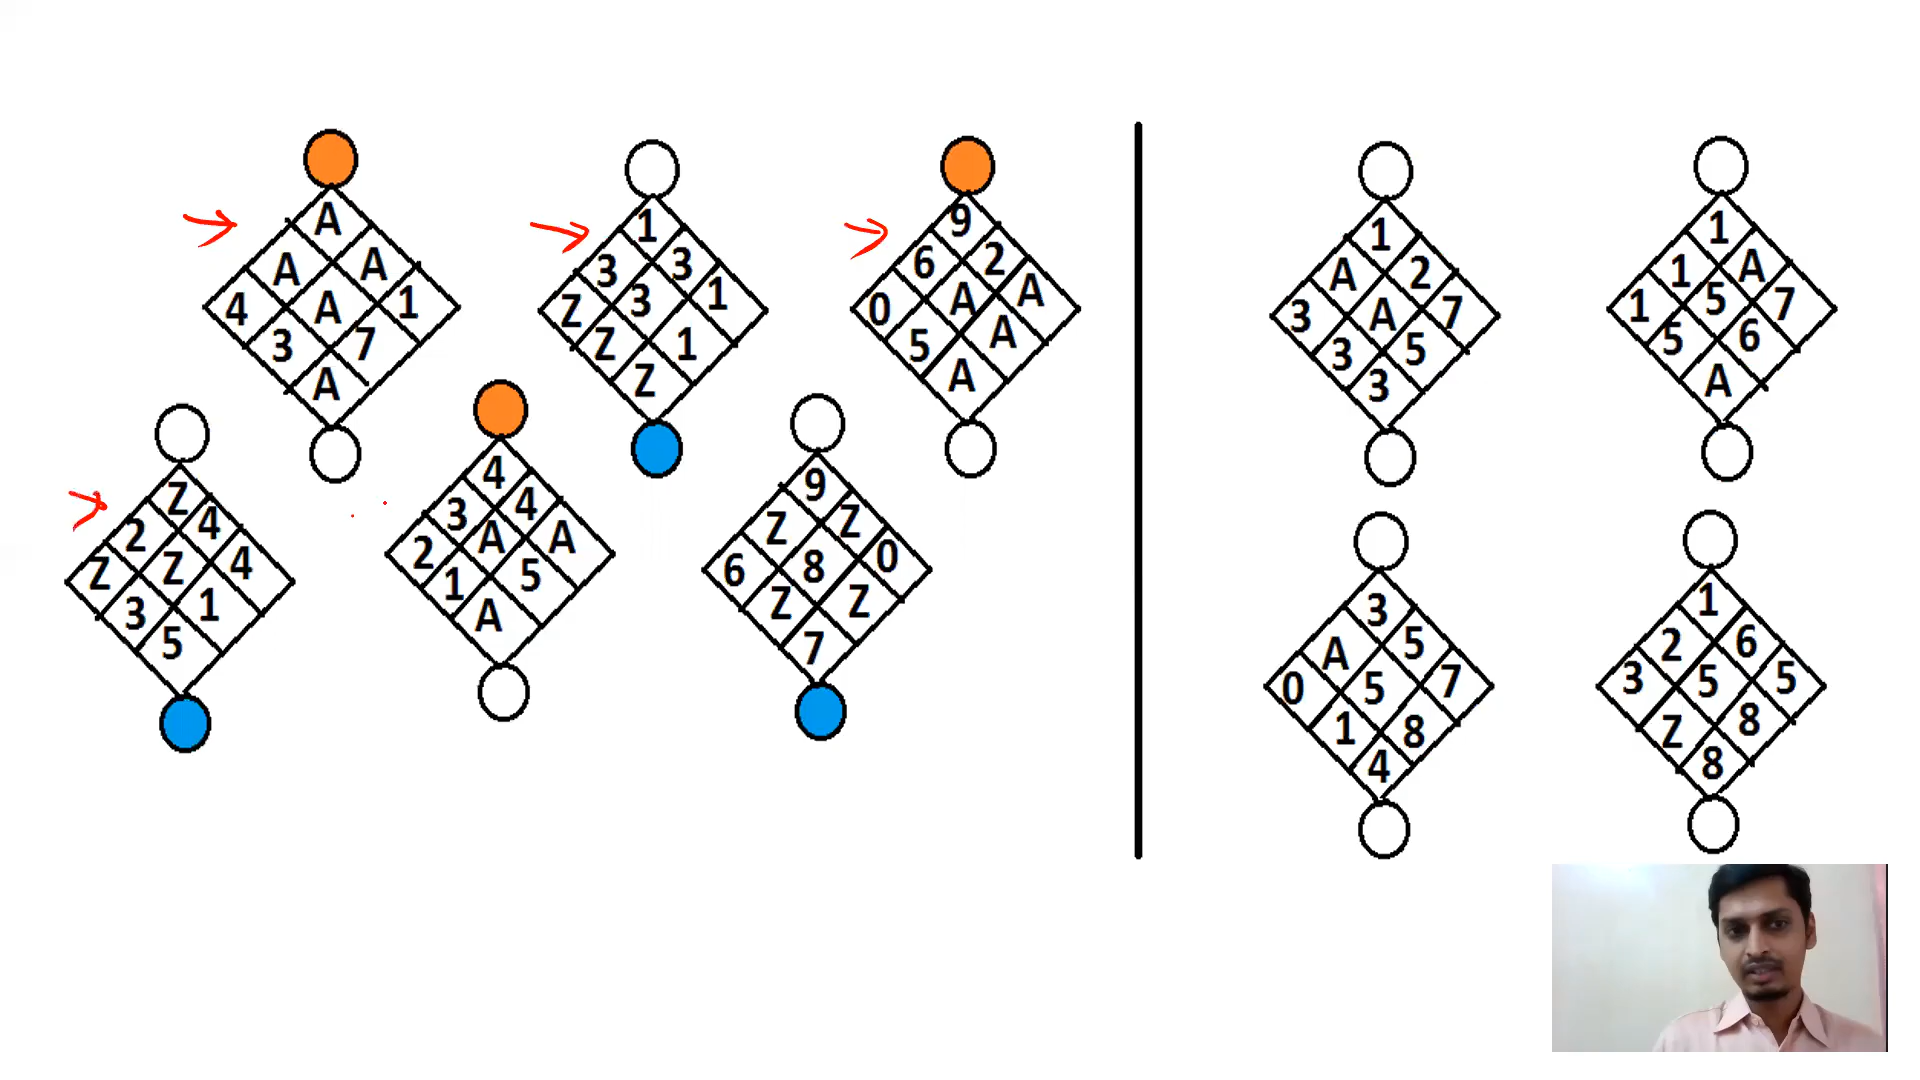 A
A A
4 A 1
3 7
A
1
3 3
Z 3 1
Z 1
Z
9
6 2
0 A A
5 A
A
Z
2 4
Z Z 4
3 1
5
4
3 4
2 A A
1 5
A
9
Z Z
6 8 0
Z Z
7
1
A 2
3 A 7
3 5
3
1
1 A
1 5 7
5 6
A
3
A 5
0 5 7
1 8
4
1
2 6
3 5 5
Z 8
8